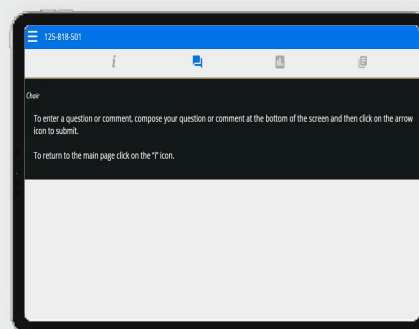 125-818-501
i
Chair
To enter a question or comment, compose your question or comment at the bottom of the screen and then click on the arrow
icon to submit.
To return to the main page click on the "i" icon.